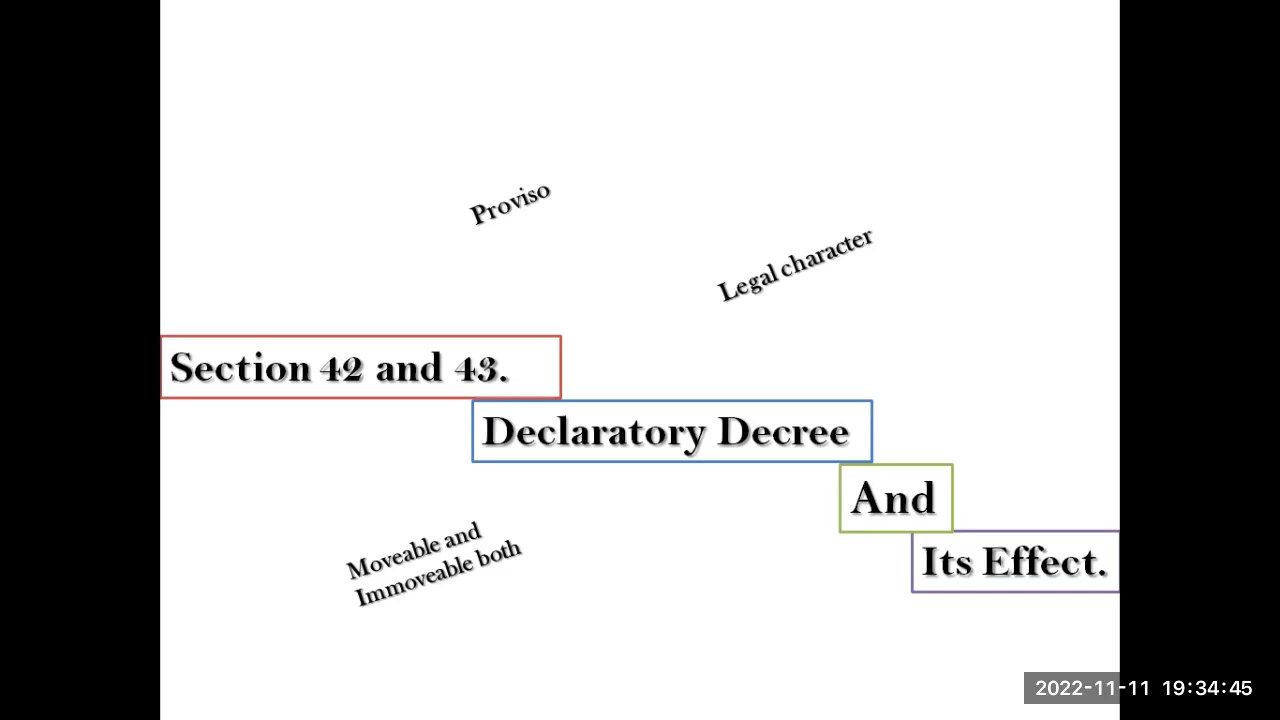 Proviso
Legal character
Section 42 and 43.
Declaratory Decree
And
Its Effect.
Moveable and
Immoveable both
2022-11-11 19:34:45